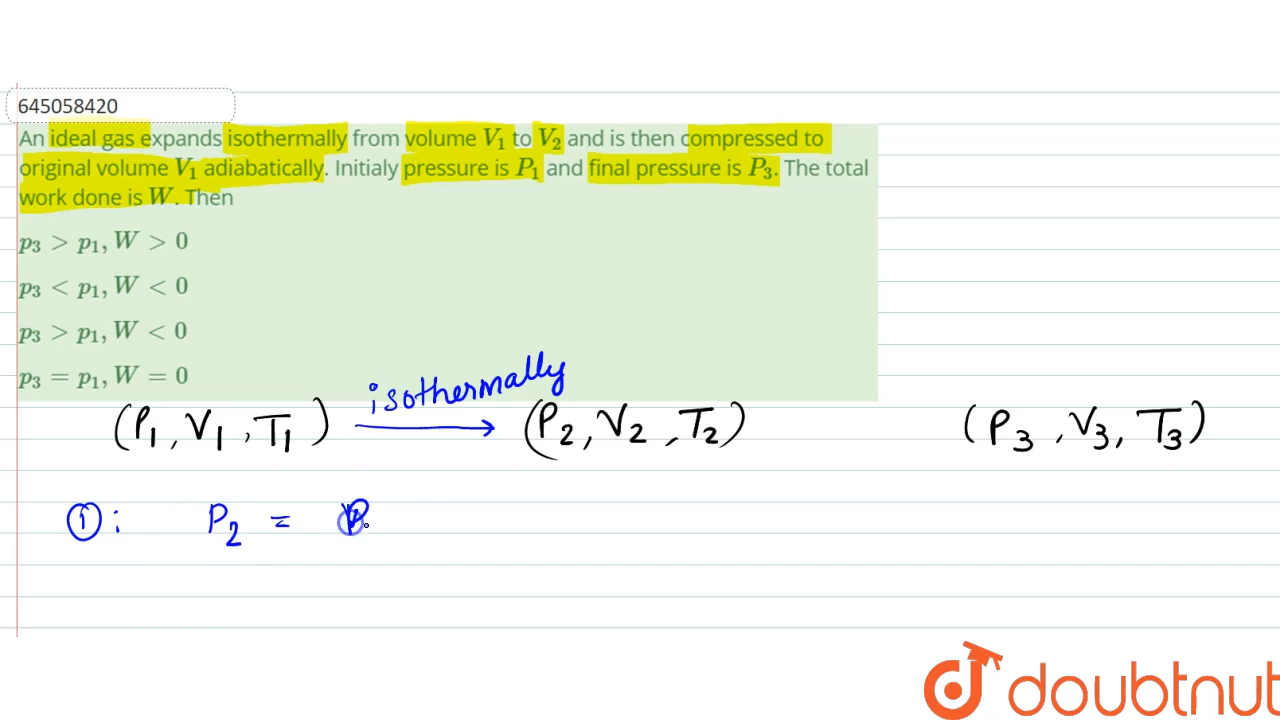 645058420
An ideal gas expands isothermally from volume V₁ to V₂ and is then compressed to
original volume V₁ adiabatically. Initialy pressure is P₁ and final pressure is P₃. The total
work done is W. Then
p₃ > p₁, W > 0
p₃ < p₁, W < 0
p₃ > p₁, W < 0
p₃ = p₁, W = 0
isothermally
(P₁, V₁, T₁) → (P₂, V₂, T₂) (P₃, V₃, T₃)
① : P₂ =
doubtnut